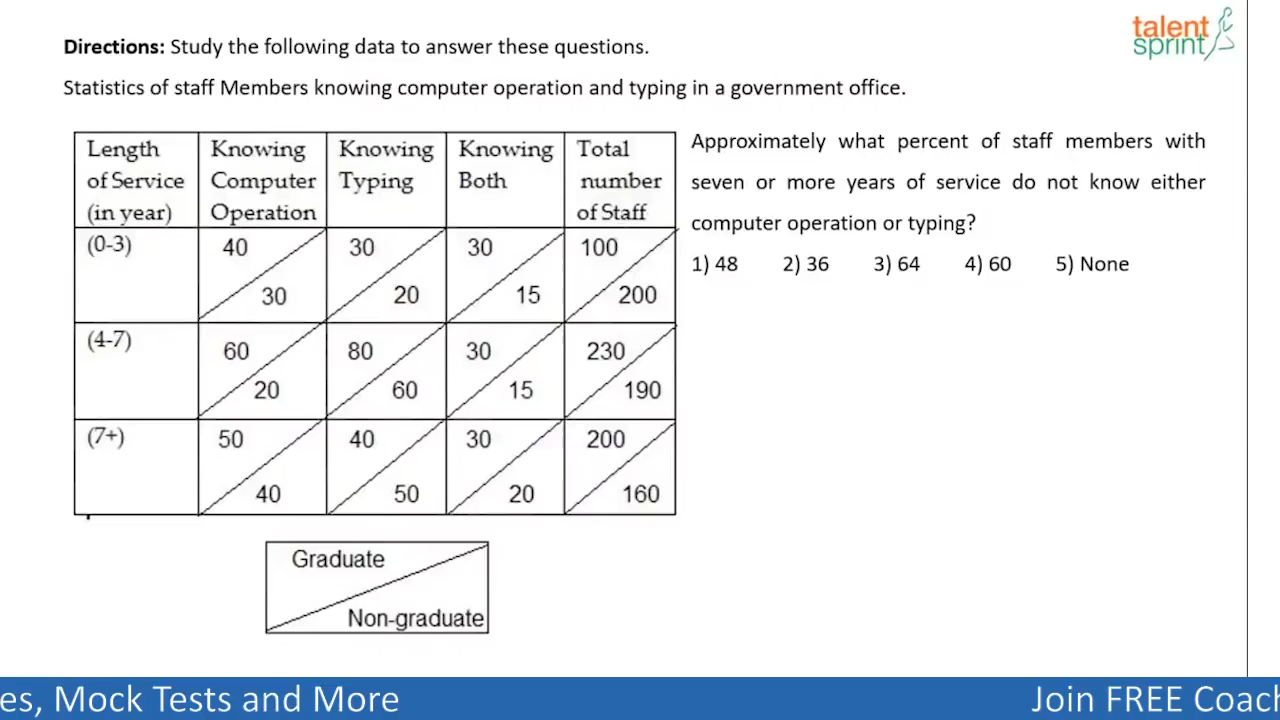 talent
sprint
Directions: Study the following data to answer these questions.
Statistics of staff Members knowing computer operation and typing in a government office.
Length of Service (in year) Knowing Computer Operation Knowing Typing Knowing Both Total number of Staff
(0-3) 40 30 30 20 30 15 100 200
(4-7) 60 20 80 60 30 15 230 190
(7+) 50 40 40 50 30 20 200 160
Graduate
Non-graduate
Approximately what percent of staff members with
seven or more years of service do not know either
computer operation or typing?
1) 48 2) 36 3) 64 4) 60 5) None
es, Mock Tests and More Join FREE Coach